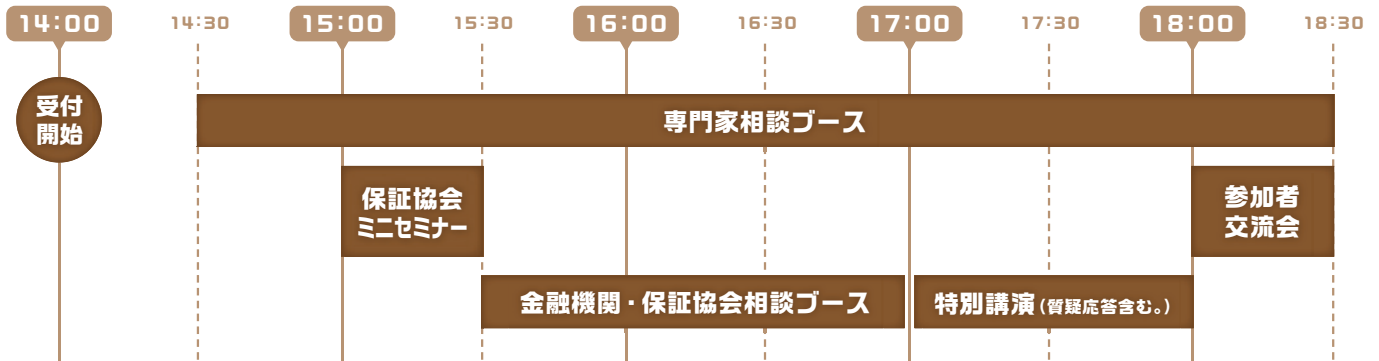 14:00
14:30
15:00
15:30
16:00
16:30
17:00
17:30
18:00
18:30
受付
開始
専門家相談ブース
保証協会
ミニセミナー
参加者
交流会
金融機関・保証協会相談ブース
特別講演(質疑応答含む。)